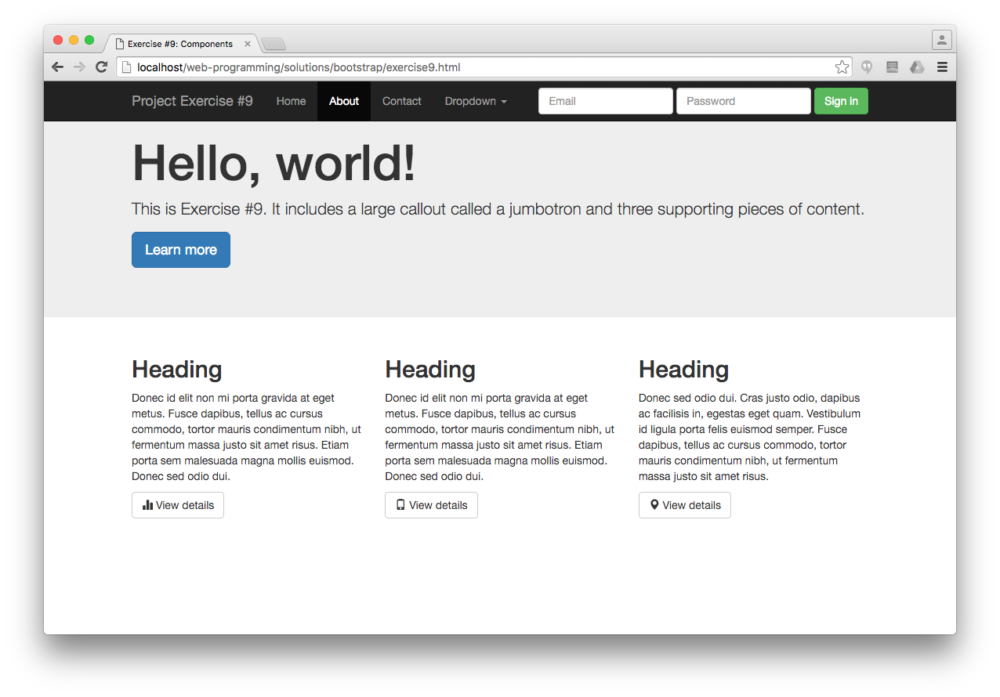 Exercise #9: Components
localhost/web-programming/solutions/bootstrap/exercise9.html
Project Exercise #9 Home About Contact Dropdown Email Password Sign in
Hello, world!
This is Exercise #9. It includes a large callout called a jumbotron and three supporting pieces of content.
Learn more
Heading
Donec id elit non mi porta gravida at eget
metus. Fusce dapibus, tellus ac cursus
commodo, tortor mauris condimentum nibh, ut
fermentum massa justo sit amet risus. Etiam
porta sem malesuada magna mollis euismod.
Donec sed odio dui.
View details
Heading
Donec id elit non mi porta gravida at eget
metus. Fusce dapibus, tellus ac cursus
commodo, tortor mauris condimentum nibh, ut
fermentum massa justo sit amet risus. Etiam
porta sem malesuada magna mollis euismod.
Donec sed odio dui.
View details
Heading
Donec sed odio dui. Cras justo odio, dapibus
ac facilisis in, egestas eget quam. Vestibulum
id ligula porta felis euismod semper. Fusce
dapibus, tellus ac cursus commodo, tortor
mauris condimentum nibh, ut fermentum
massa justo sit amet risus.
View details